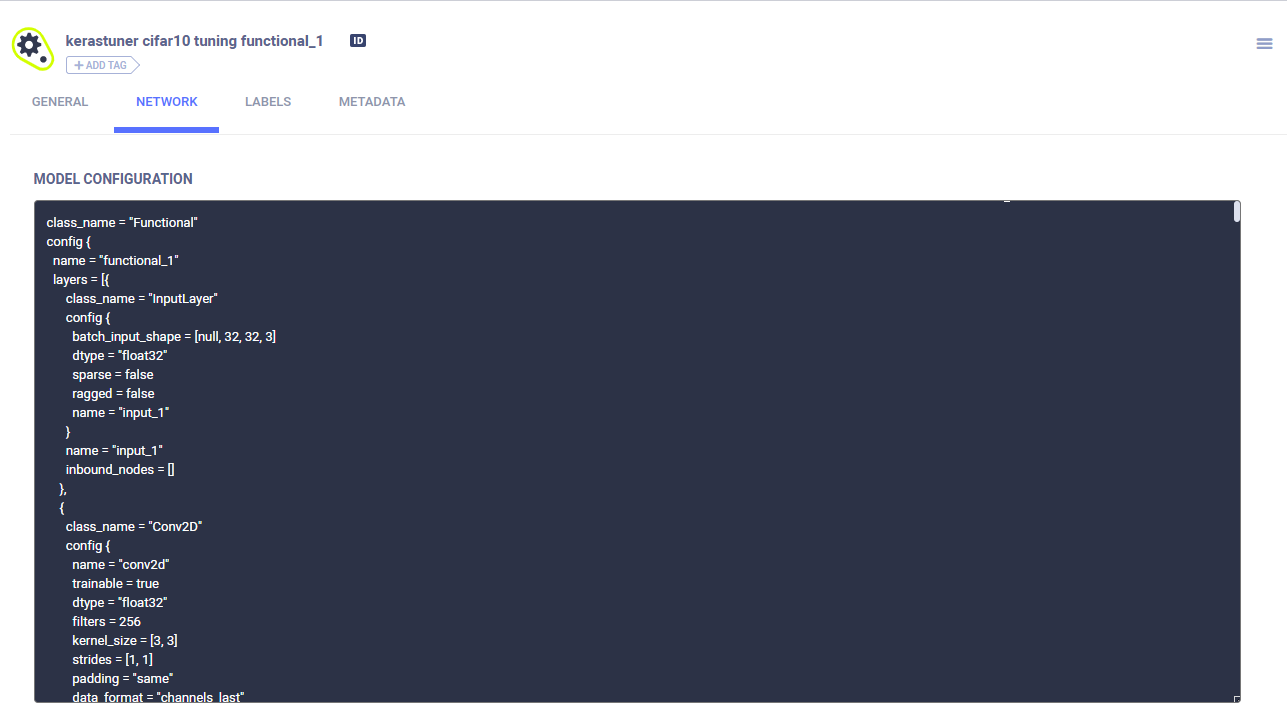 kerastuner cifar10 tuning functional_1 ID
+ ADD TAG
GENERAL NETWORK LABELS METADATA
MODEL CONFIGURATION
class_name = "Functional"
config {
name = "functional_1"
layers = [{
class_name = "InputLayer"
config {
batch_input_shape = [null, 32, 32, 3]
dtype = "float32"
sparse = false
ragged = false
name = "input_1"
}
name = "input_1"
inbound_nodes = []
},
{
class_name = "Conv2D"
config {
name = "conv2d"
trainable = true
dtype = "float32"
filters = 256
kernel_size = [3, 3]
strides = [1, 1]
padding = "same"
data_format = "channels_last"